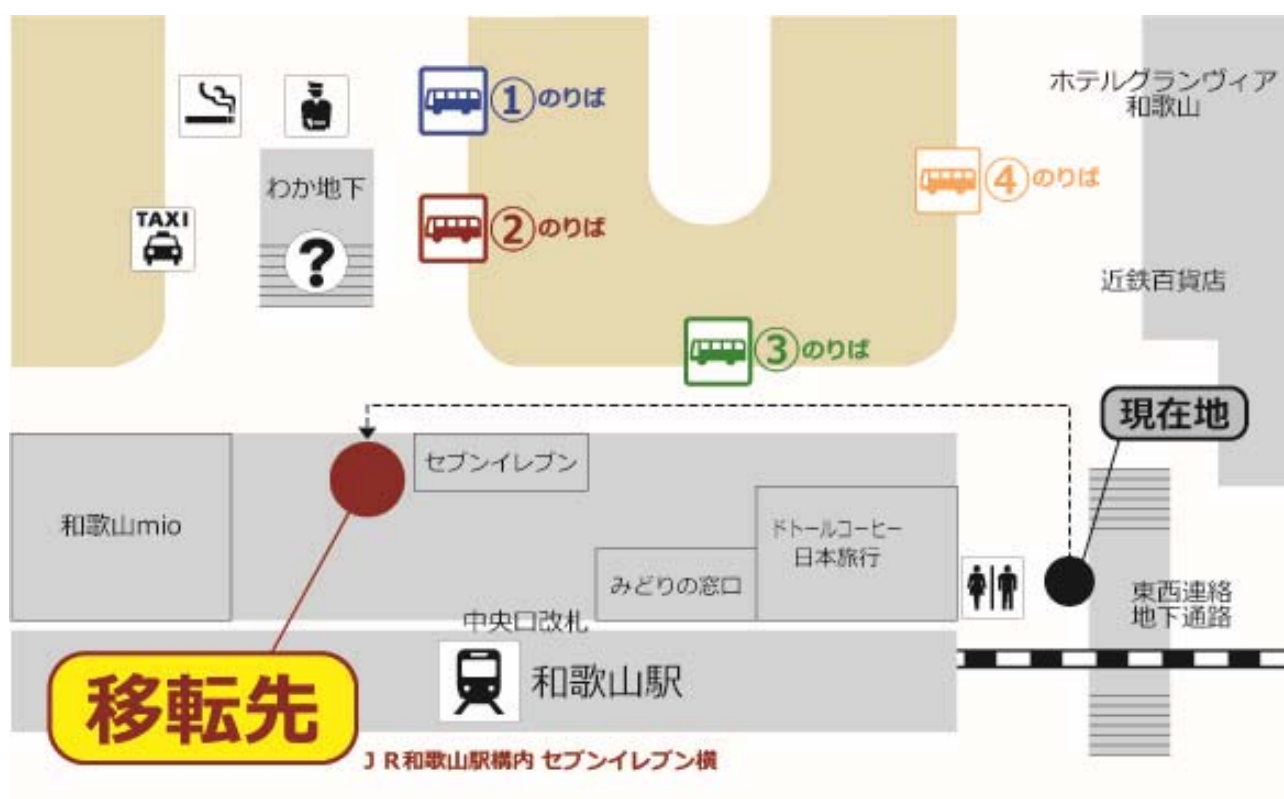 ホテルグランヴィア
和歌山
①のりば
④のりば
わか地下
TAXI
②のりば
?
近鉄百貨店
③のりば
現在地
セブンイレブン
和歌山mio
ドトールコーヒー
日本旅行
みどりの窓口
東西連絡
地下通路
中央口改札
和歌山駅
移転先
JR和歌山駅構内 セブンイレブン横